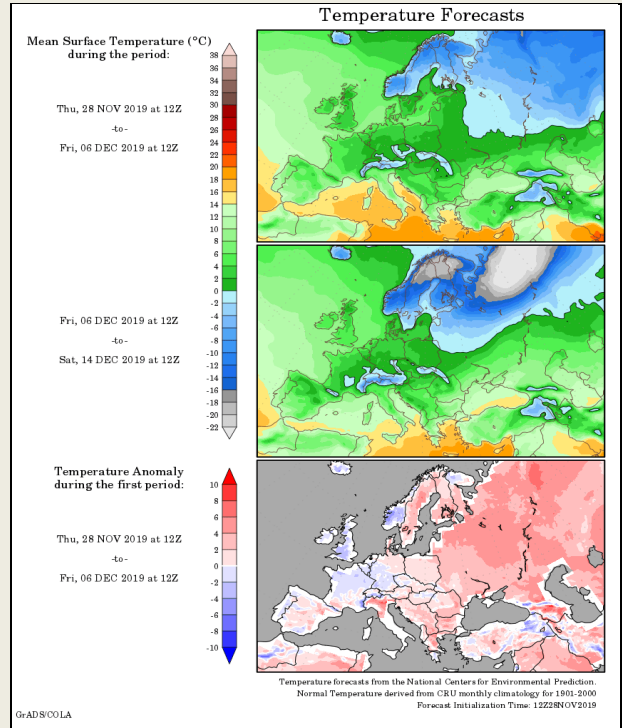 Temperature Forecasts
Mean Surface Temperature (°C)
during the period:
Thu, 28 NOV 2019 at 12Z
-to-
Fri, 06 DEC 2019 at 12Z
38
36
34
32
30
28
26
24
22
20
18
16
14
12
10
8
6
4
2
0
-2
-4
-6
-8
-10
-12
-14
-16
-18
-20
-22
Fri, 06 DEC 2019 at 12Z
-to-
Sat, 14 DEC 2019 at 12Z
Temperature Anomaly
during the first period:
Thu, 28 NOV 2019 at 12Z
-to-
Fri, 06 DEC 2019 at 12Z
10
8
6
4
2
0
-2
-4
-6
-8
-10
Temperature forecasts from the National Centers for Environmental Prediction.
Normal Temperature derived from CRU monthly climatology for 1901-2000
Forecast Initialization Time: 12Z28NOV2019
GrADS/COLA